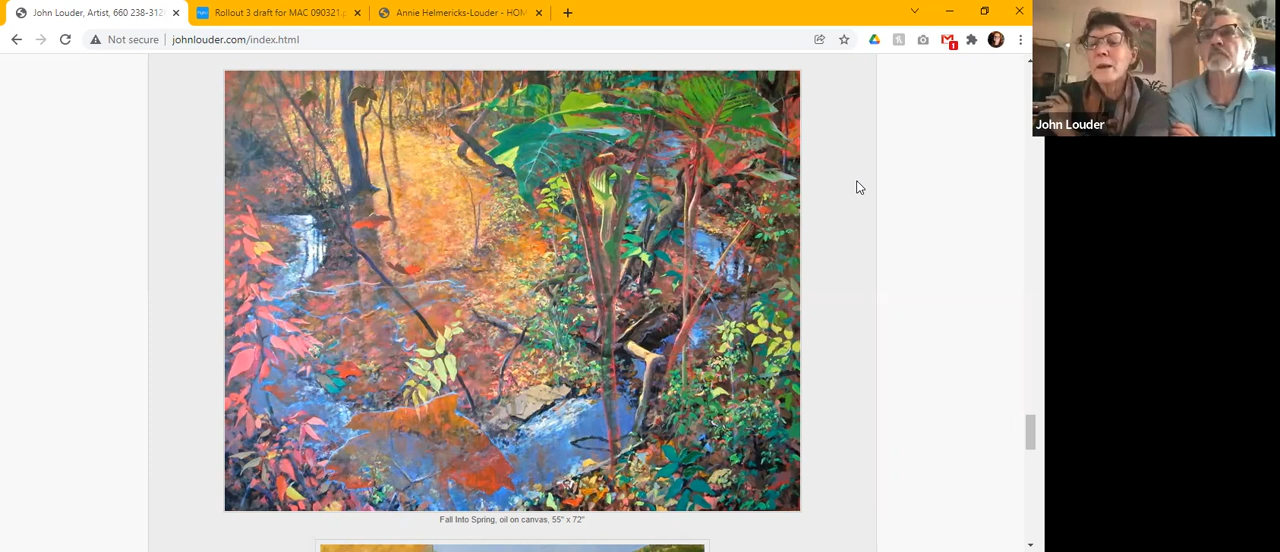 John Louder, Artist, 660 238-312
Rollout 3 draft for MAC 090321.p
Annie Helmericks-Louder - HOM
Not secure
johnlouder.com/index.html
1
John Louder
Fall Into Spring, oil on canvas, 55" x 72"